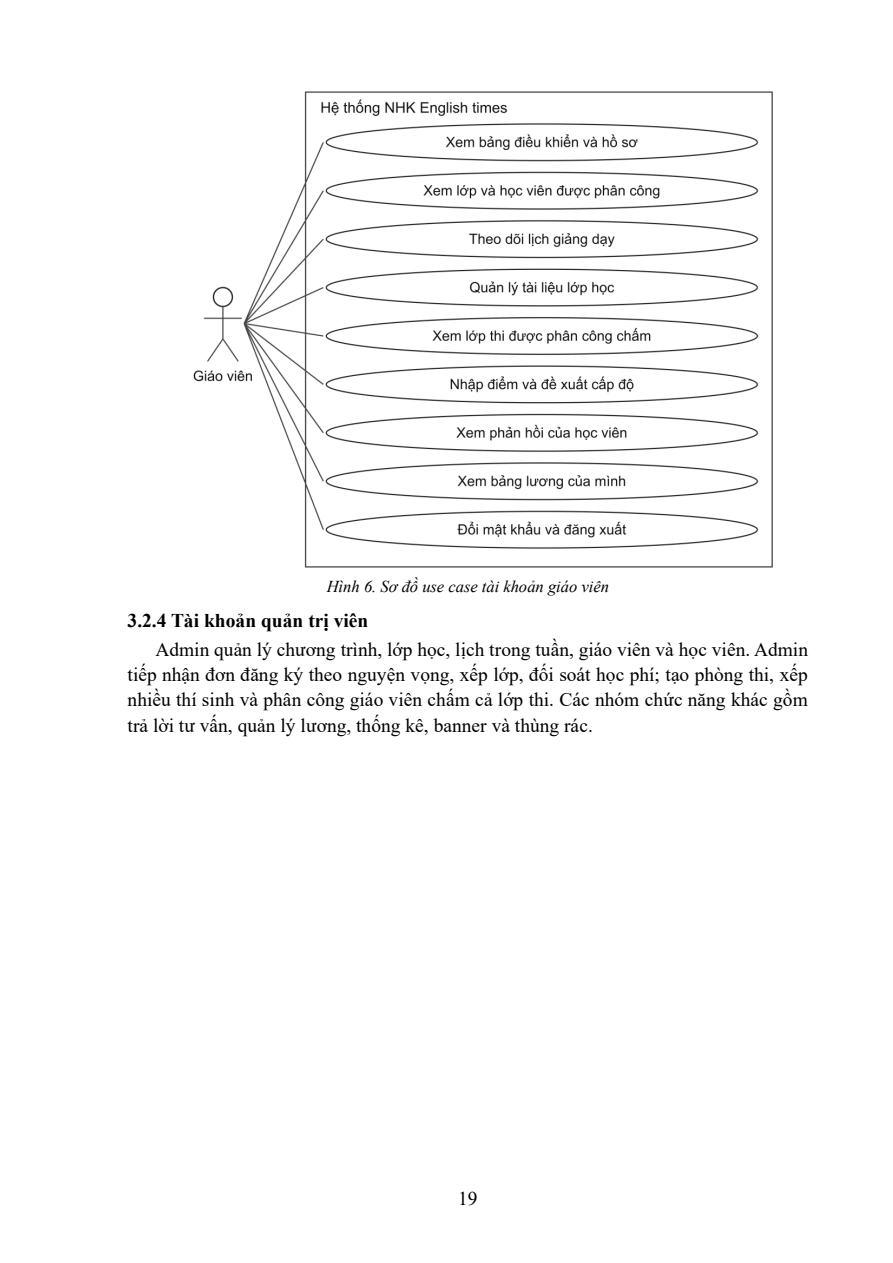 Hệ thống NHK English times
Xem bảng điều khiển và hồ sơ
Xem lớp và học viên được phân công
Theo dõi lịch giảng dạy
Quản lý tài liệu lớp học
Xem lớp thi được phân công chấm
Nhập điểm và đề xuất cấp độ
Xem phản hồi của học viên
Xem bảng lương của mình
Đổi mật khẩu và đăng xuất
Giáo viên
Hình 6. Sơ đồ use case tài khoản giáo viên
3.2.4 Tài khoản quản trị viên
Admin quản lý chương trình, lớp học, lịch trong tuần, giáo viên và học viên. Admin
tiếp nhận đơn đăng ký theo nguyện vọng, xếp lớp, đối soát học phí; tạo phòng thi, xếp
nhiều thí sinh và phân công giáo viên chấm cả lớp thi. Các nhóm chức năng khác gồm
trả lời tư vấn, quản lý lương, thống kê, banner và thùng rác.
19